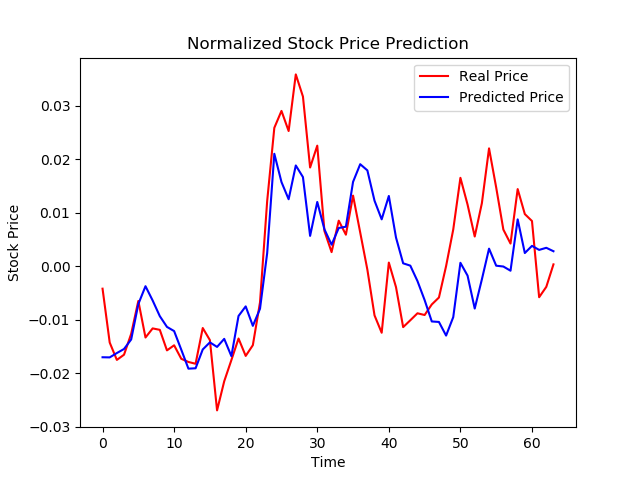 Normalized Stock Price Prediction
Real Price
Predicted Price
Stock Price
0.03
0.02
0.01
0.00
−0.01
−0.02
−0.03
0 10 20 30 40 50 60
Time